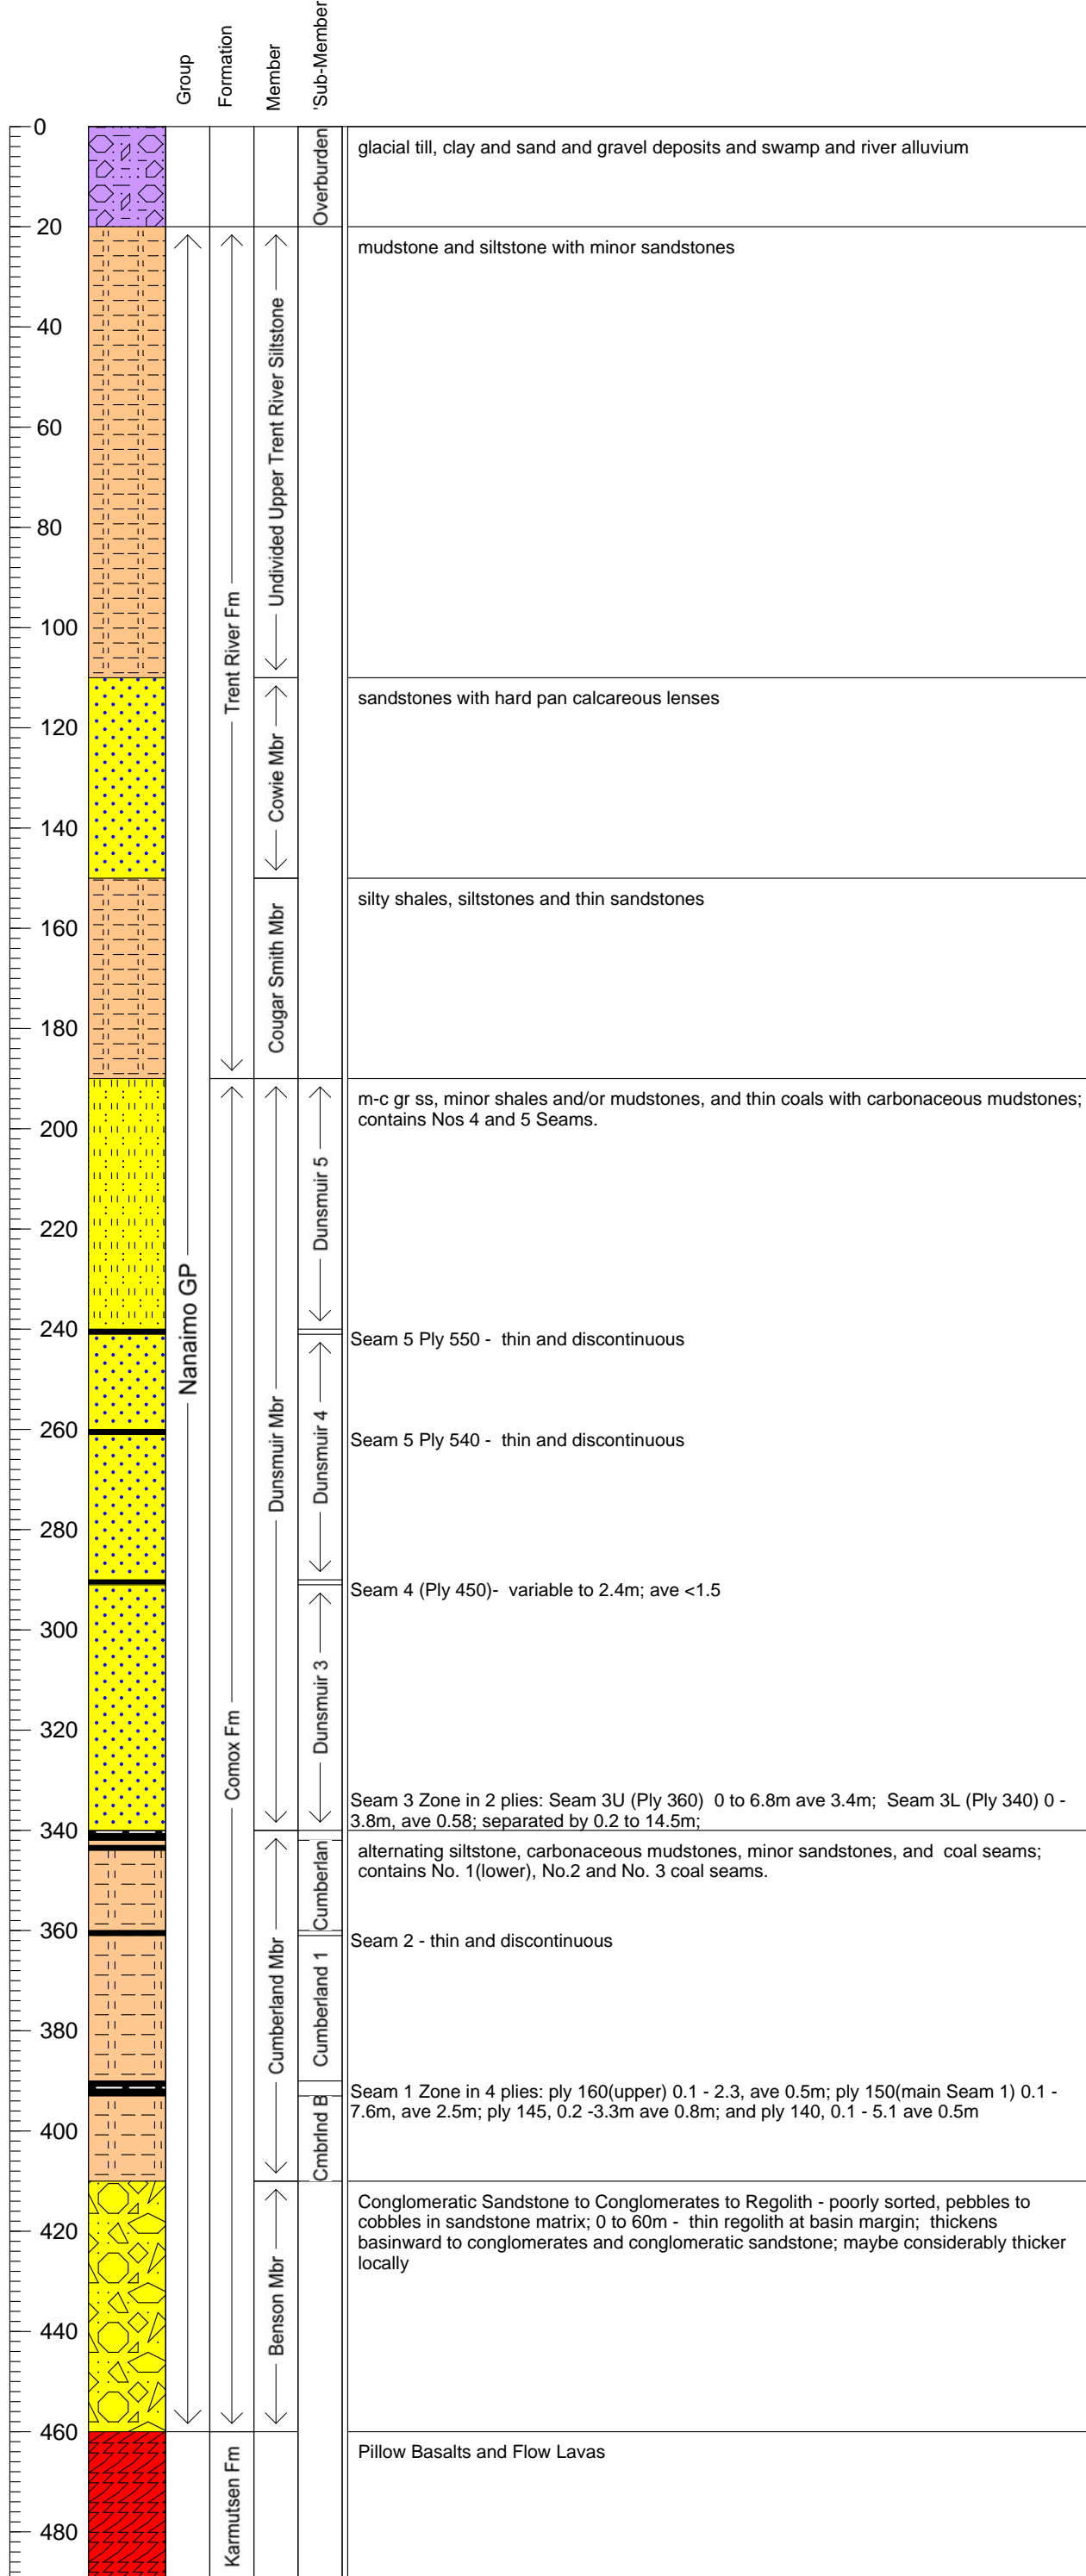 Group
Formation
Member
'Sub-Member
0
20
40
60
80
100
120
140
160
180
200
220
240
260
280
300
320
340
360
380
400
420
440
460
480
Nanaimo GP
Trent River Fm
Comox Fm
Karmutsen Fm
Undivided Upper Trent River Siltstone
Cowie Mbr
Cougar Smith Mbr
Dunsmuir Mbr
Cumberland Mbr
Benson Mbr
Overburden
Dunsmuir 5
Dunsmuir 4
Dunsmuir 3
Cumberlan
Cumberland 1
Cmbrlnd B
glacial till, clay and sand and gravel deposits and swamp and river alluvium
mudstone and siltstone with minor sandstones
sandstones with hard pan calcareous lenses
silty shales, siltstones and thin sandstones
m-c gr ss, minor shales and/or mudstones, and thin coals with carbonaceous mudstones;
contains Nos 4 and 5 Seams.
Seam 5 Ply 550 - thin and discontinuous
Seam 5 Ply 540 - thin and discontinuous
Seam 4 (Ply 450)- variable to 2.4m; ave <1.5
Seam 3 Zone in 2 plies: Seam 3U (Ply 360) 0 to 6.8m ave 3.4m; Seam 3L (Ply 340) 0 -
3.8m, ave 0.58; separated by 0.2 to 14.5m;
alternating siltstone, carbonaceous mudstones, minor sandstones, and coal seams;
contains No. 1(lower), No.2 and No. 3 coal seams.
Seam 2 - thin and discontinuous
Seam 1 Zone in 4 plies: ply 160(upper) 0.1 - 2.3, ave 0.5m; ply 150(main Seam 1) 0.1 -
7.6m, ave 2.5m; ply 145, 0.2 -3.3m ave 0.8m; and ply 140, 0.1 - 5.1 ave 0.5m
Conglomeratic Sandstone to Conglomerates to Regolith - poorly sorted, pebbles to
cobbles in sandstone matrix; 0 to 60m - thin regolith at basin margin; thickens
basinward to conglomerates and conglomeratic sandstone; maybe considerably thicker
locally
Pillow Basalts and Flow Lavas